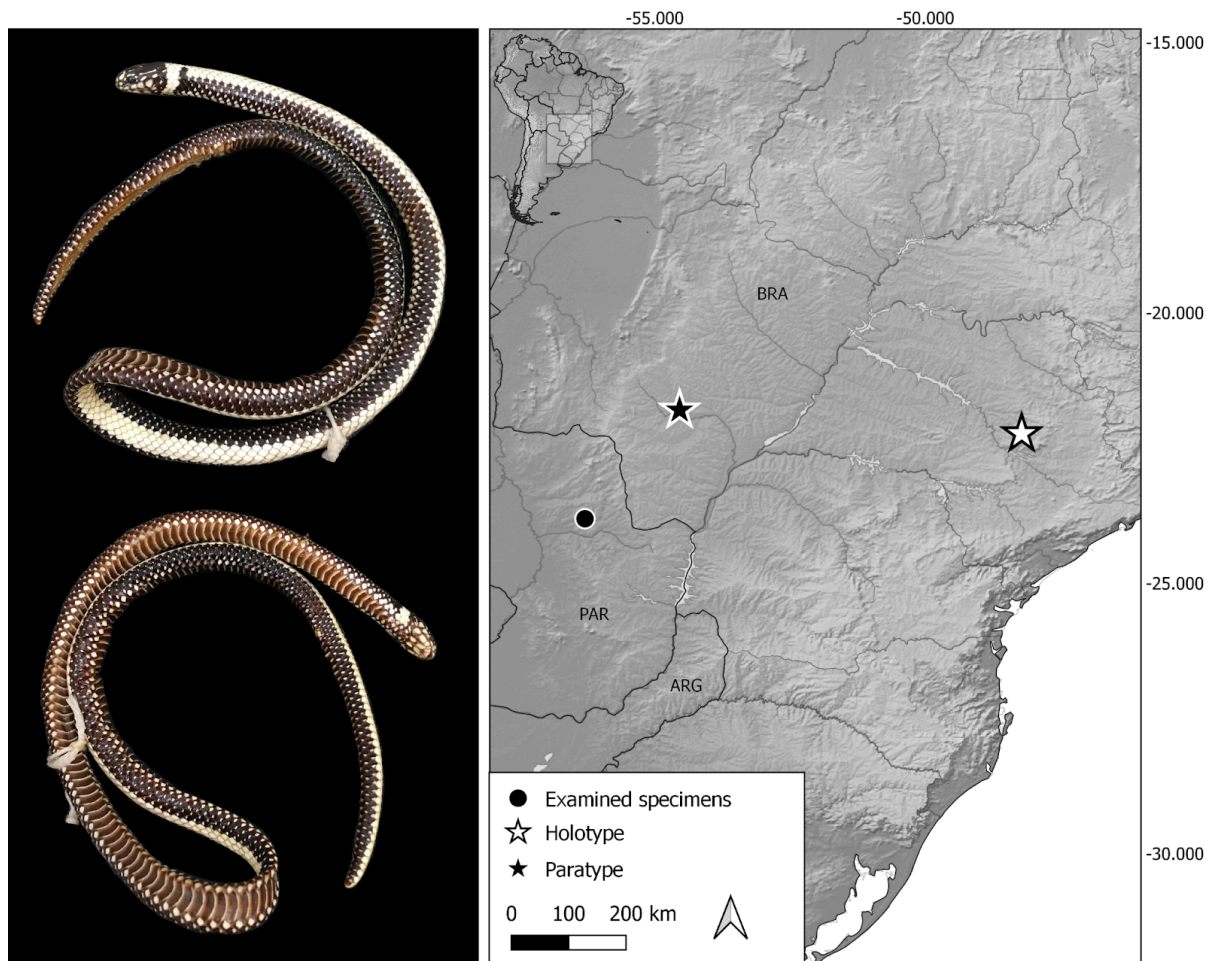 -55.000
-50.000
-15.000
BRA
-20.000
-25.000
PAR
ARG
Examined specimens
Holotype
Paratype
-30.000
0 100 200 km